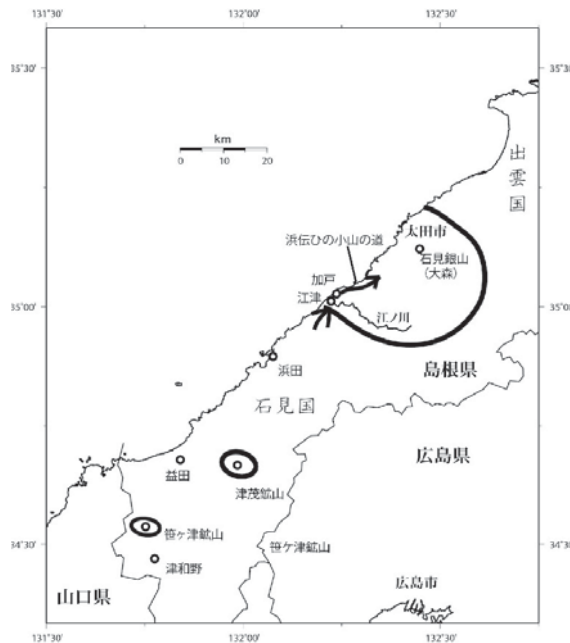 131°30'
132°00'
132°30'
35°30'
35°30'
km
0 10 20
出雲国
浜伝ひの小山の道
太田市
石見銀山
(大森)
加戸
江津
江ノ川
35°00'
35°00'
浜田
島根県
石見国
広島県
益田
津茂鉱山
笹ヶ津鉱山
笹ケ津鉱山
34°30'
34°30'
津和野
山口県
広島市
131°30'
132°00'
132°30'